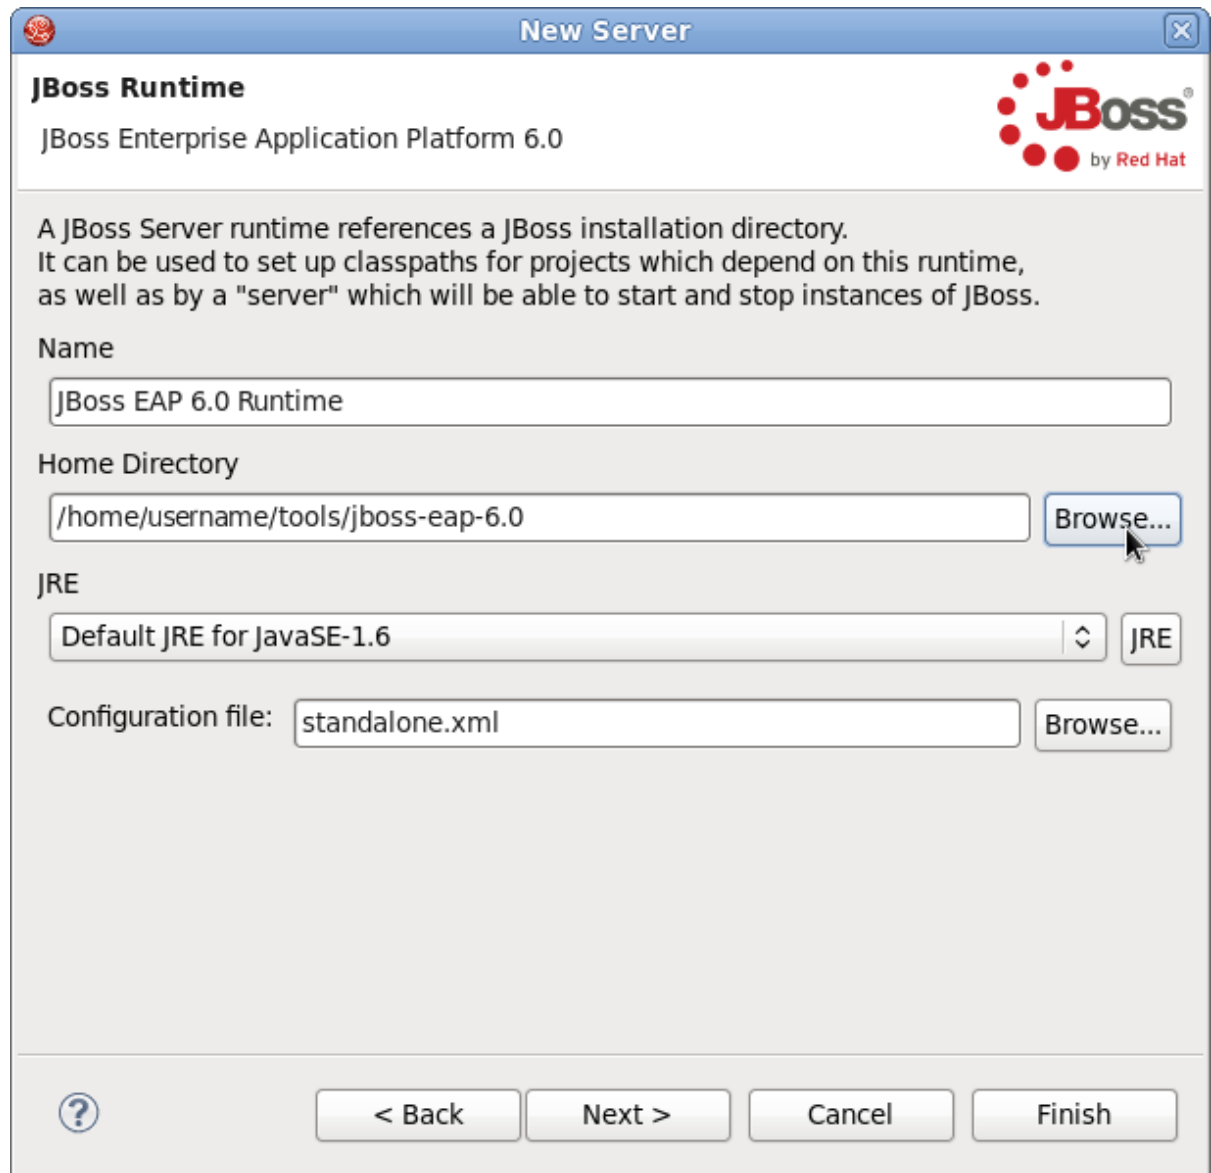 New Server
JBoss Runtime
JBoss Enterprise Application Platform 6.0
JBoss®
by Red Hat
A JBoss Server runtime references a JBoss installation directory.
It can be used to set up classpaths for projects which depend on this runtime,
as well as by a "server" which will be able to start and stop instances of JBoss.
Name
JBoss EAP 6.0 Runtime
Home Directory
/home/username/tools/jboss-eap-6.0 Browse...
JRE
Default JRE for JavaSE-1.6 JRE
Configuration file: standalone.xml Browse...
? < Back Next > Cancel Finish